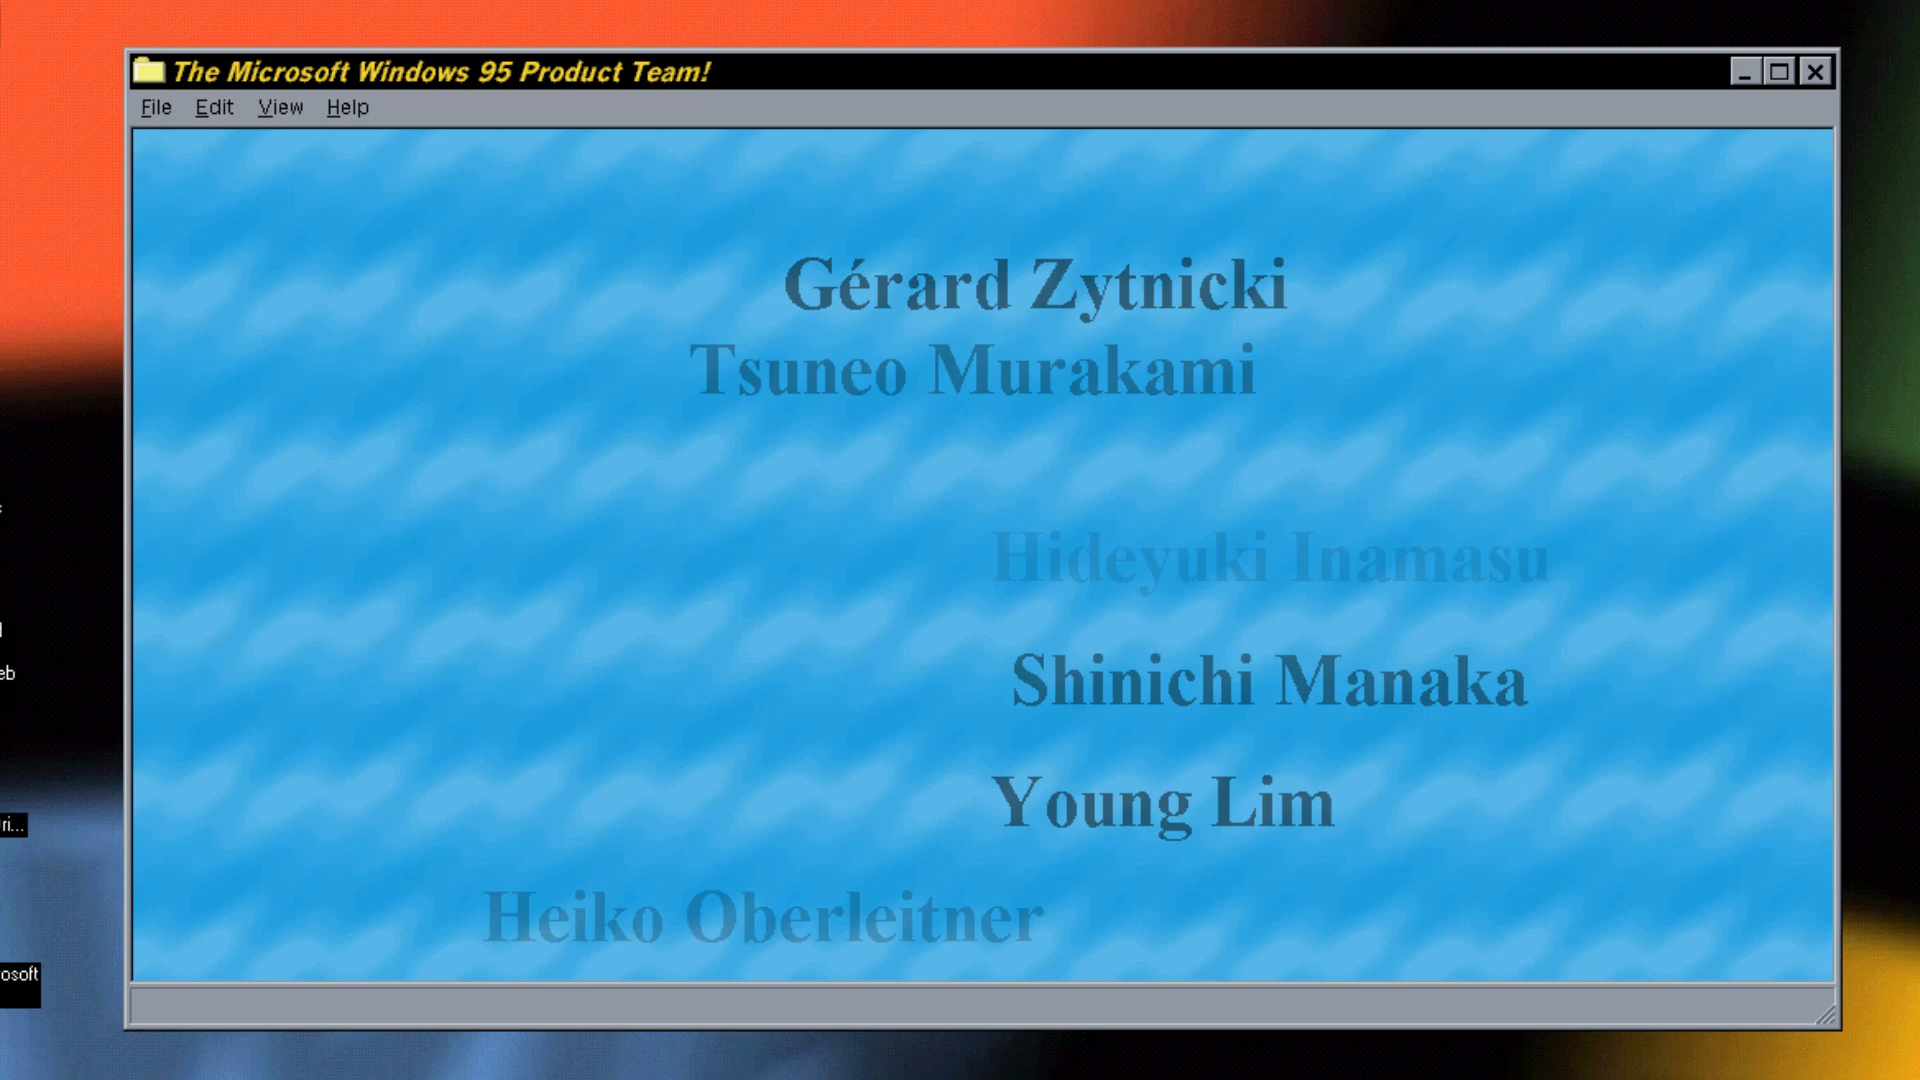 The Microsoft Windows 95 Product Team!
File Edit View Help
Gérard Zytnicki
Tsuneo Murakami
Hideyuki Inamasu
Shinichi Manaka
Young Lim
Heiko Oberleitner